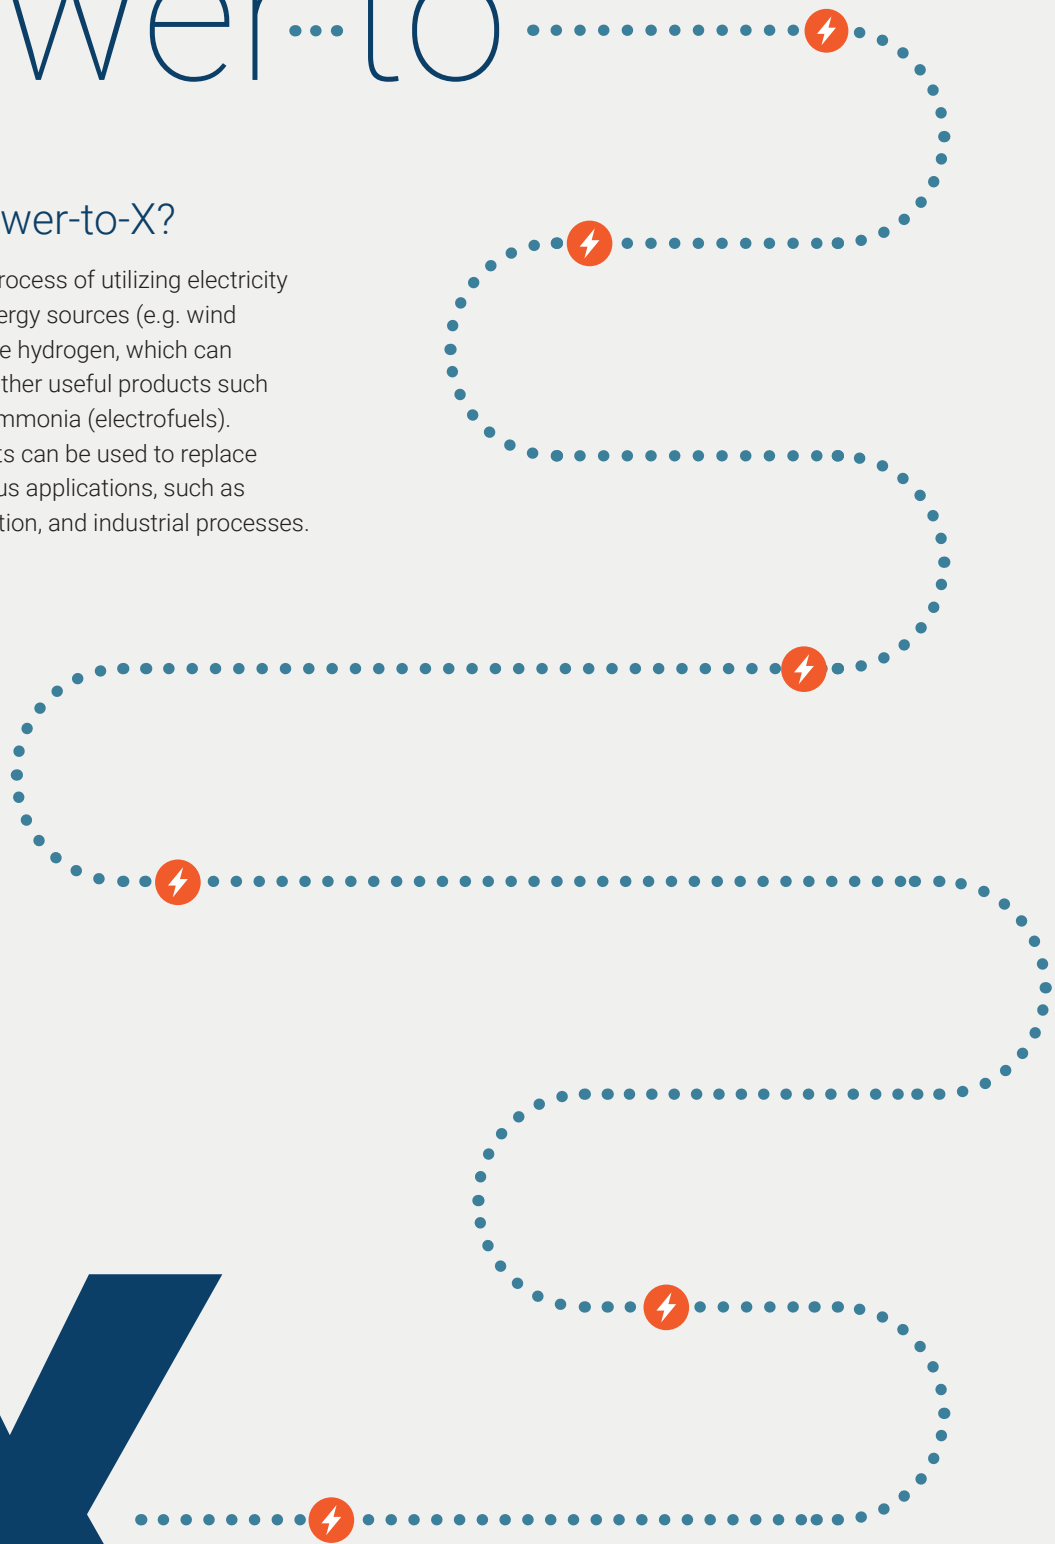 wer to
wer-to-X?
rocess of utilizing electricity
ergy sources (e.g. wind
e hydrogen, which can
ther useful products such
mmonia (electrofuels).
ts can be used to replace
us applications, such as
tion, and industrial processes.
X